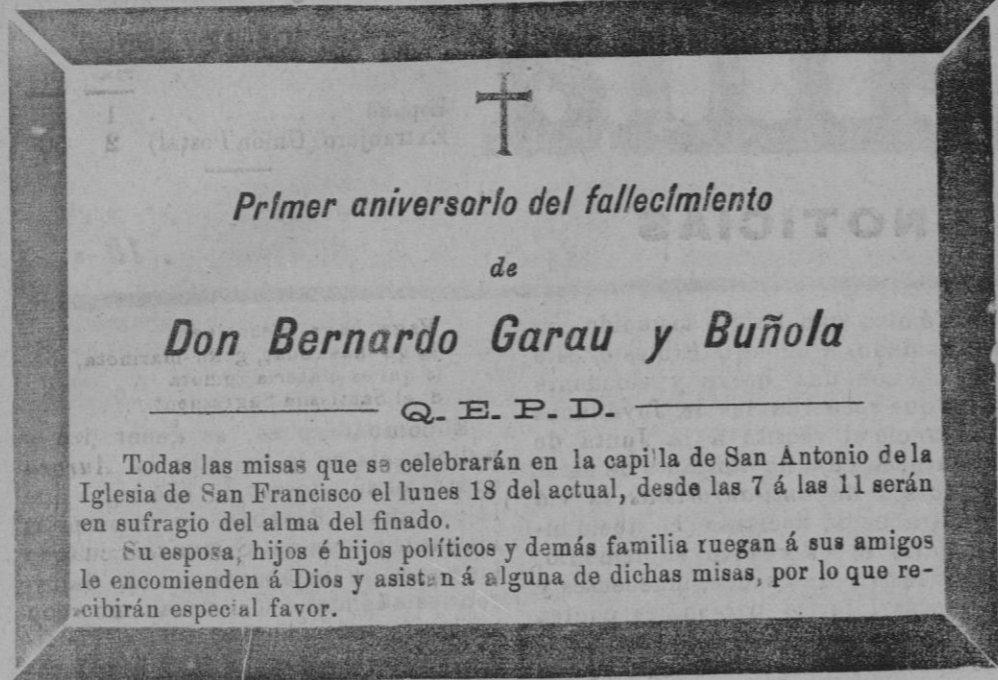 Primer aniversario del fallecimiento
de
Don Bernardo Garau y Buñola
Q. E. P. D.
Todas las misas que se celebrarán en la capilla de San Antonio de la
Iglesia de San Francisco el lunes 18 del actual, desde las 7 á las 11 serán
en sufragio del alma del finado.
Su esposa, hijos é hijos políticos y demás familia ruegan á sus amigos
le encomienden á Dios y asistan á alguna de dichas misas, por lo que re-
cibirán especial favor.